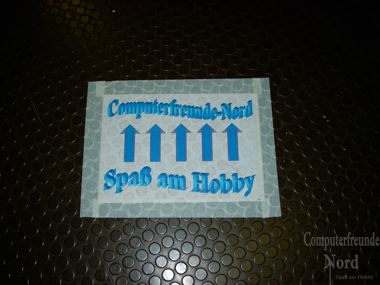 Computerfreunde-Nord
Spaß am Hobby
Computerfreunde
Nord
Spaß am Hobby